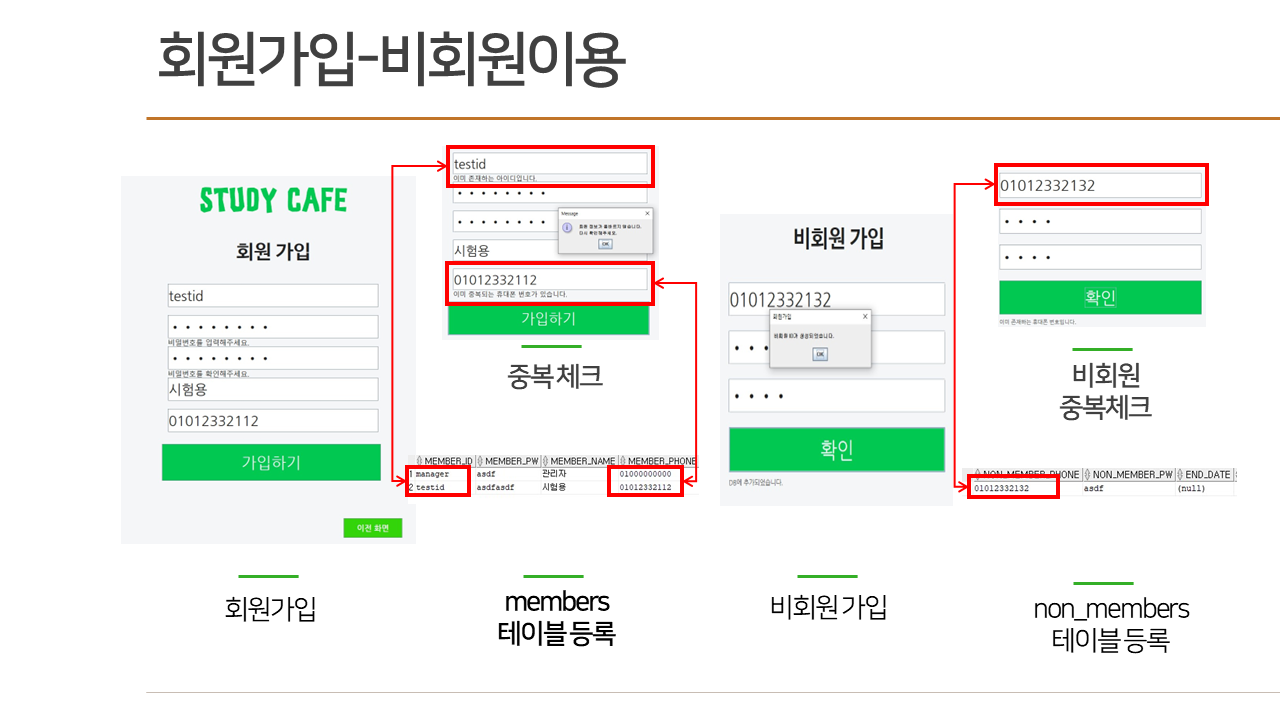 회원가입-비회원이용
STUDY CAFE
회원 가입
testid
비밀번호를 입력해주세요.
비밀번호를 확인해주세요.
시험용
01012332112
가입하기
이전 화면
회원가입
testid
이미 존재하는 아이디입니다.
Message
회원 정보가 올바르지 않습니다.
다시 확인해주세요.
OK
시험용
01012332112
이미 중복되는 휴대폰 번호가 있습니다.
가입하기
중복 체크
MEMBER_ID MEMBER_PW MEMBER_NAME MEMBER_PHONE
1 manager asdf 관리자 01000000000
2 testid asdfasdf 시험용 01012332112
members
테이블 등록
비회원 가입
01012332132
회원가입
비회원ID가 생성되었습니다.
OK
확인
DB에 추가되었습니다.
비회원 가입
01012332132
확인
이미 존재하는 휴대폰 번호입니다.
비회원
중복체크
NON_MEMBER_PHONE NON_MEMBER_PW END_DATE
01012332132 asdf (null)
non_members
테이블 등록